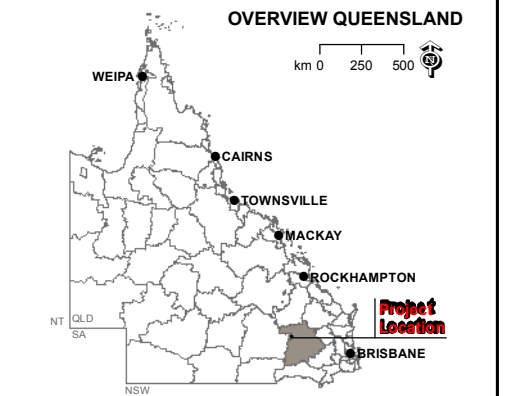 OVERVIEW QUEENSLAND
km 0 250 500
N
WEIPA
CAIRNS
TOWNSVILLE
MACKAY
ROCKHAMPTON
Project
Location
NT QLD
SA
BRISBANE
NSW